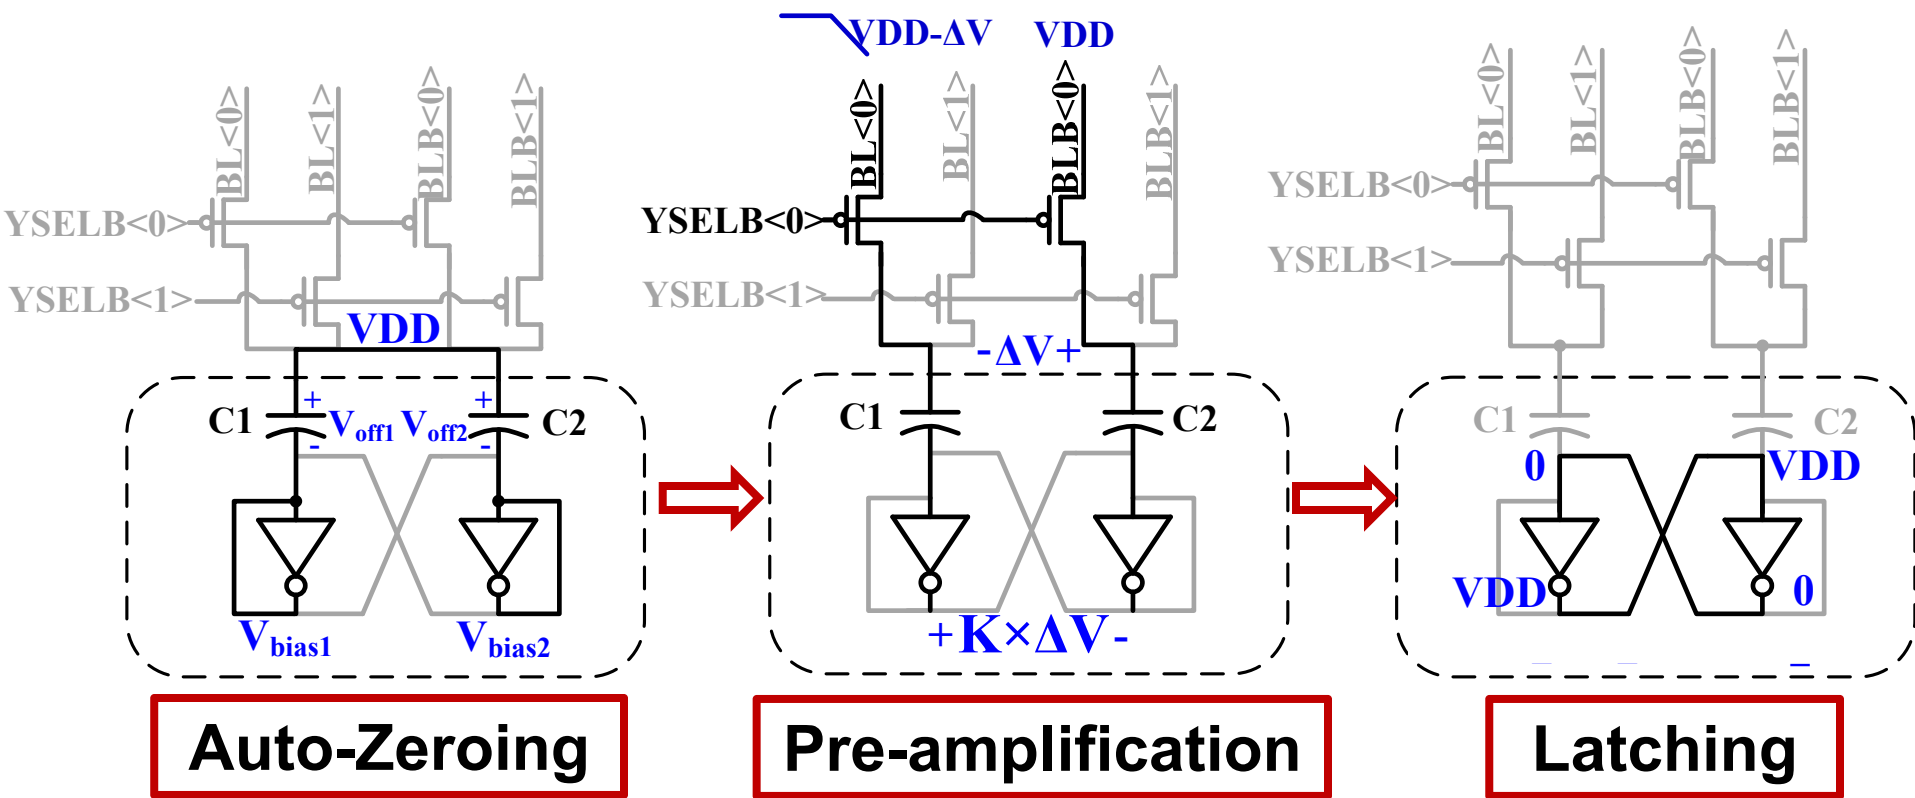 BL<0>
BL<1>
BLB<0>
BLB<1>
YSELB<0>
YSELB<1>
VDD
C1
+
Voff1
-
Voff2
+
-
C2
Vbias1
Vbias2
Auto-Zeroing
VDD-ΔV
VDD
BL<0>
BL<1>
BLB<0>
BLB<1>
YSELB<0>
YSELB<1>
-ΔV+
C1
C2
+K×ΔV-
Pre-amplification
BL<0>
BL<1>
BLB<0>
BLB<1>
YSELB<0>
YSELB<1>
C1
C2
0
VDD
VDD
0
Latching